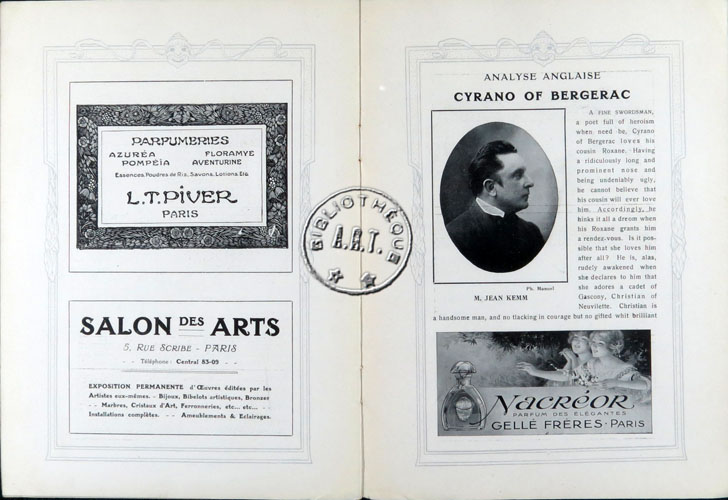 PARFUMERIES
AZURÉA FLORAMYE
POMPEÏA AVENTURINE
Essences, Poudres de Ris, Savons, Lotions, Etc
L.T. PIVER
PARIS
SALON DES ARTS
5, RUE SCRIBE - PARIS
- - Téléphone : Central 83-09 - -
EXPOSITION PERMANENTE d'Œuvres éditées par les
Artistes eux-mêmes. - Bijoux, Bibelots artistiques, Bronzes
- - Marbres, Cristaux d'Art, Ferronneries, etc... etc... - -
Installations complètes. - - Ameublements & Eclairages.
BIBLIOTHÈQUE
A.R.T.
ANALYSE ANGLAISE
CYRANO OF BERGERAC
A FINE SWORDSMAN,
a poet full of heroism
when need be, Cyrano
of Bergerac loves his
cousin Roxane. Having
a ridiculously long and
prominent nose and
being undeniably ugly,
he cannot believe that
his cousin will ever love
him. Accordingly, he
hinks it all a dream when
his Roxane grants him
a rendez-vous. Is it pos-
sible that she loves him
after all? He is, alas,
rudely awakened when
she declares to him that
she adores a cadet of
Gascony, Christian of
Neuvilette. Christian is
a handsome man, and no tlacking in courage but no gifted whit brilliant
Ph. Manuel
M. JEAN KEMM
Nacréor
PARFUM DES ÉLÉGANTES
GELLÉ FRÈRES - PARIS